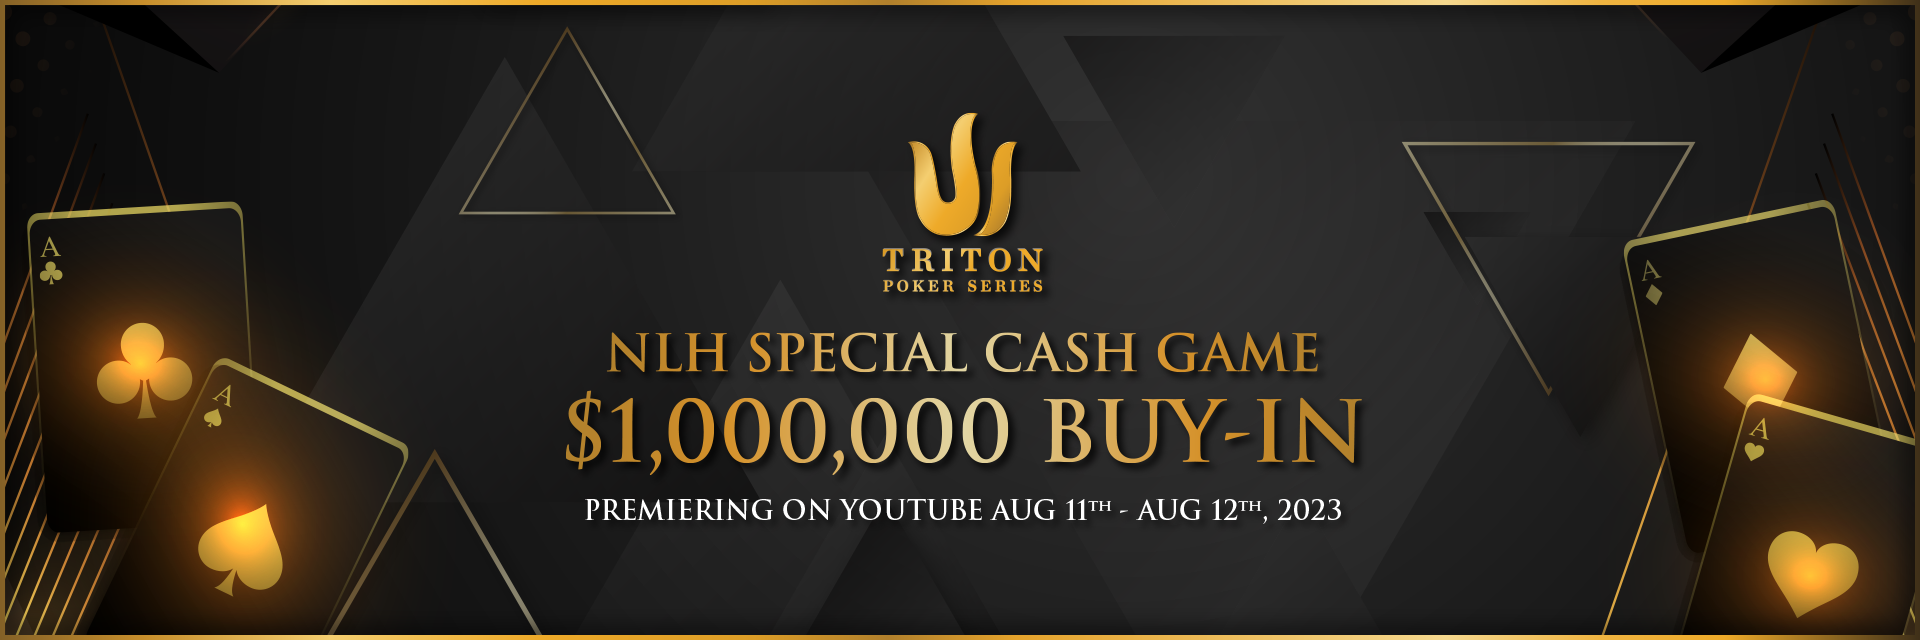 TRITON
POKER SERIES
NLH SPECIAL CASH GAME
$1,000,000 BUY-IN
PREMIERING ON YOUTUBE AUG 11TH - AUG 12TH, 2023
A
A
A
A